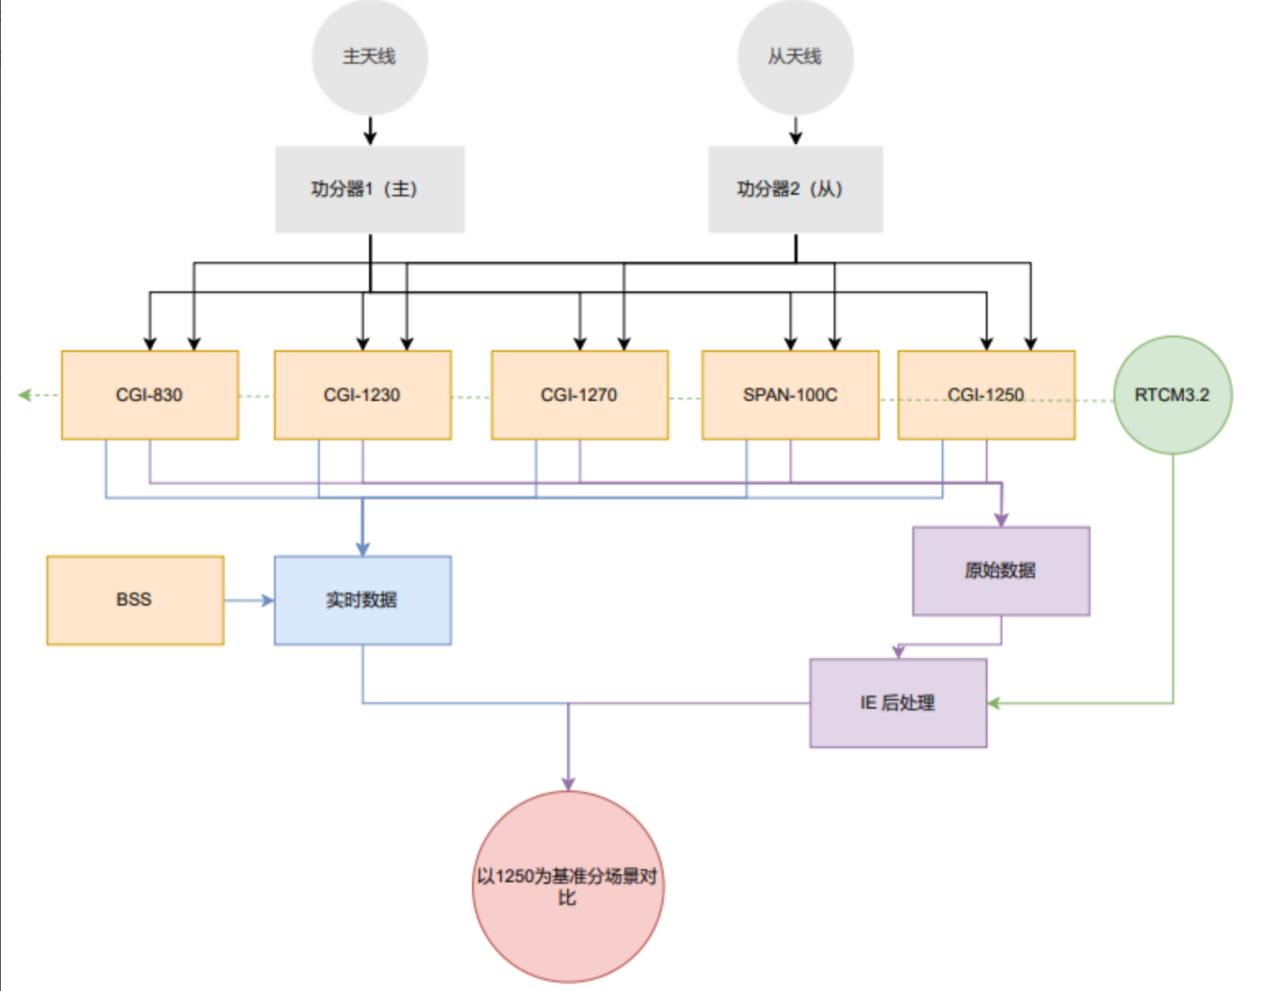 主天线
从天线
功分器1（主）
功分器2（从）
CGI-830
CGI-1230
CGI-1270
SPAN-100C
CGI-1250
RTCM3.2
BSS
实时数据
原始数据
IE 后处理
以1250为基准分场景对
比